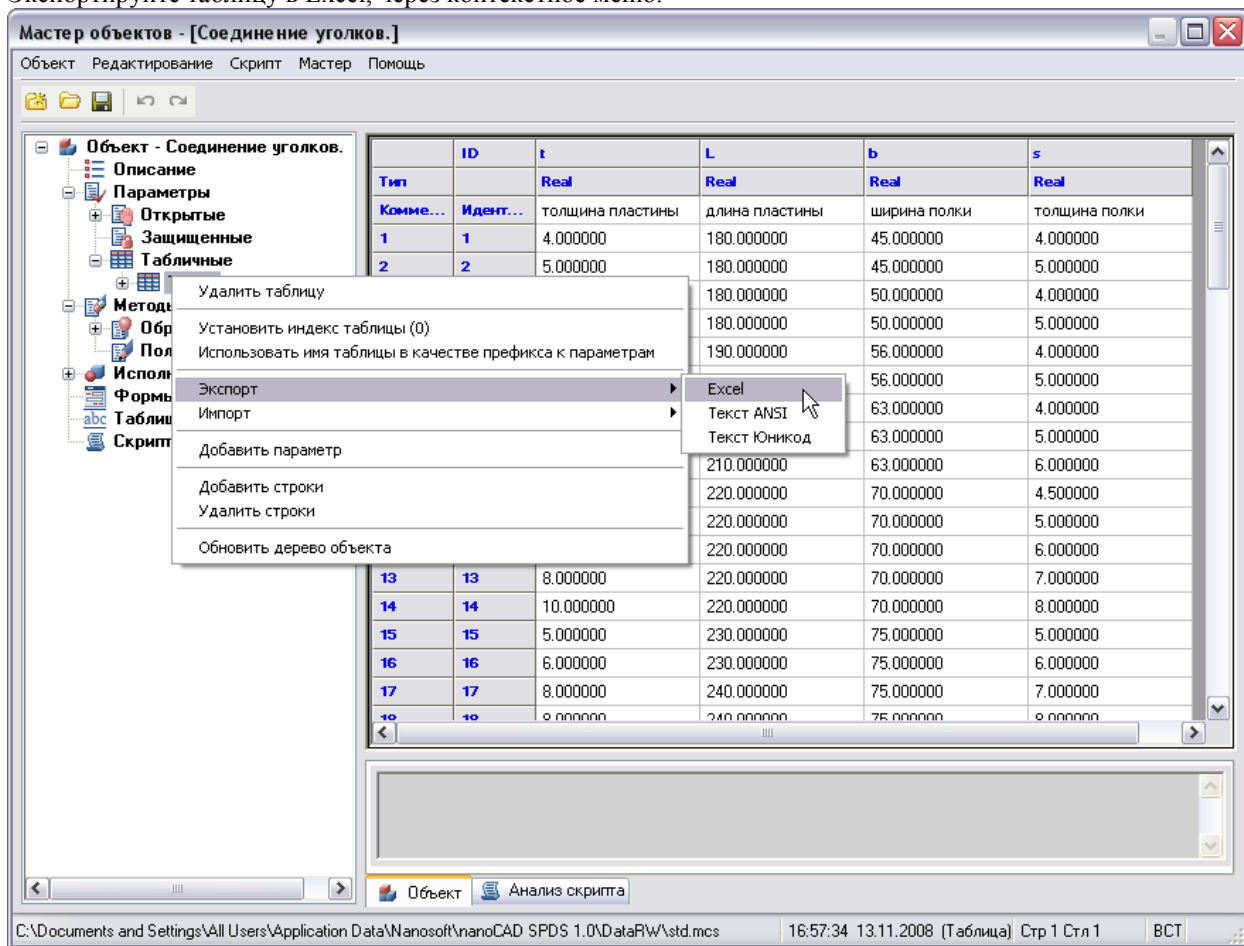 Экспортируйте таблицу в Excel, через контекстное меню.
Мастер объектов - [Соединение уголков.]
Объект Редактирование Скрипт Мастер Помощь
Объект - Соединение уголков.
Описание
Параметры
Открытые
Защищенные
Табличные
Удалить таблицу
Установить индекс таблицы (0)
Использовать имя таблицы в качестве префикса к параметрам
Экспорт
Импорт
Добавить параметр
Добавить строки
Удалить строки
Обновить дерево объекта
Excel
Текст ANSI
Текст Юникод
ID t L b s
Тип Real Real Real Real
Комме... Идент... толщина пластины длина пластины ширина полки толщина полки
1 1 4.000000 180.000000 45.000000 4.000000
2 2 5.000000 180.000000 45.000000 5.000000
180.000000 50.000000 4.000000
180.000000 50.000000 5.000000
190.000000 56.000000 4.000000
56.000000 5.000000
63.000000 4.000000
63.000000 5.000000
210.000000 63.000000 6.000000
220.000000 70.000000 4.500000
220.000000 70.000000 5.000000
220.000000 70.000000 6.000000
13 13 8.000000 220.000000 70.000000 7.000000
14 14 10.000000 220.000000 70.000000 8.000000
15 15 5.000000 230.000000 75.000000 5.000000
16 16 6.000000 230.000000 75.000000 6.000000
17 17 8.000000 240.000000 75.000000 7.000000
Объект Анализ скрипта
C:\Documents and Settings\All Users\Application Data\Nanosoft\nanoCAD SPDS 1.0\DataRW\std.mcs 16:57:34 13.11.2008 (Таблица) Стр 1 Стл 1 ВСТ